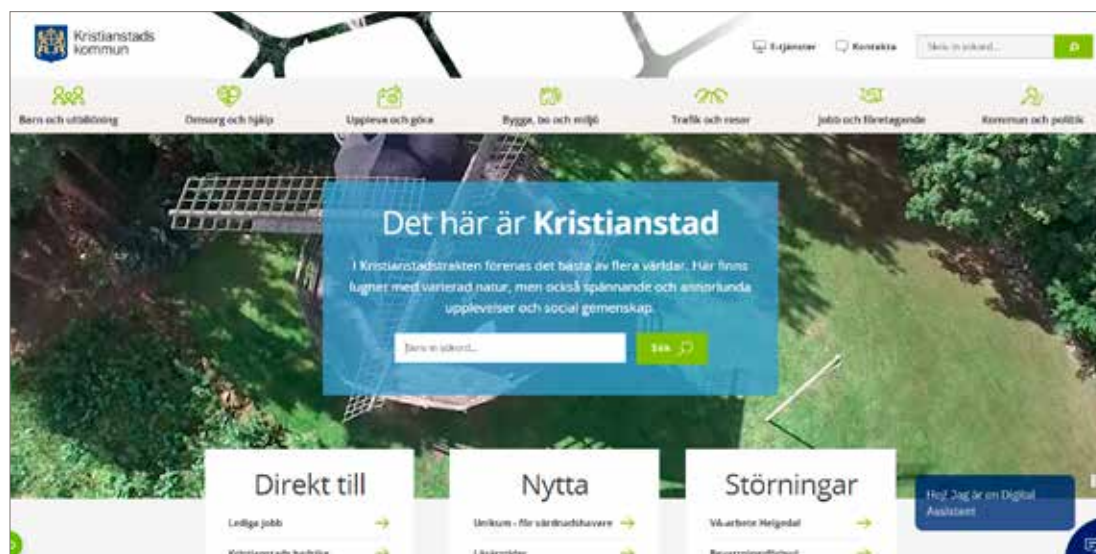 Kristianstads
kommun
E-tjänster
Kontakta
Skriv in sökord...
Barn och utbildning
Omsorg och hjälp
Uppleva och göra
Bygga, bo och miljö
Trafik och resor
Jobb och företagande
Kommun och politik
Det här är Kristianstad
I Kristianstadstrakten förenas det bästa av flera världar. Här finns
lugnet med varierad natur, men också spännande och annorlunda
upplevelser och social gemenskap.
Skriv in sökord...
Sök
Direkt till
Lediga jobb
Nytta
Unikum - för vårdnadshavare
Störningar
VA-arbete Helgedal
Hej! Jag är en Digital
Assistent